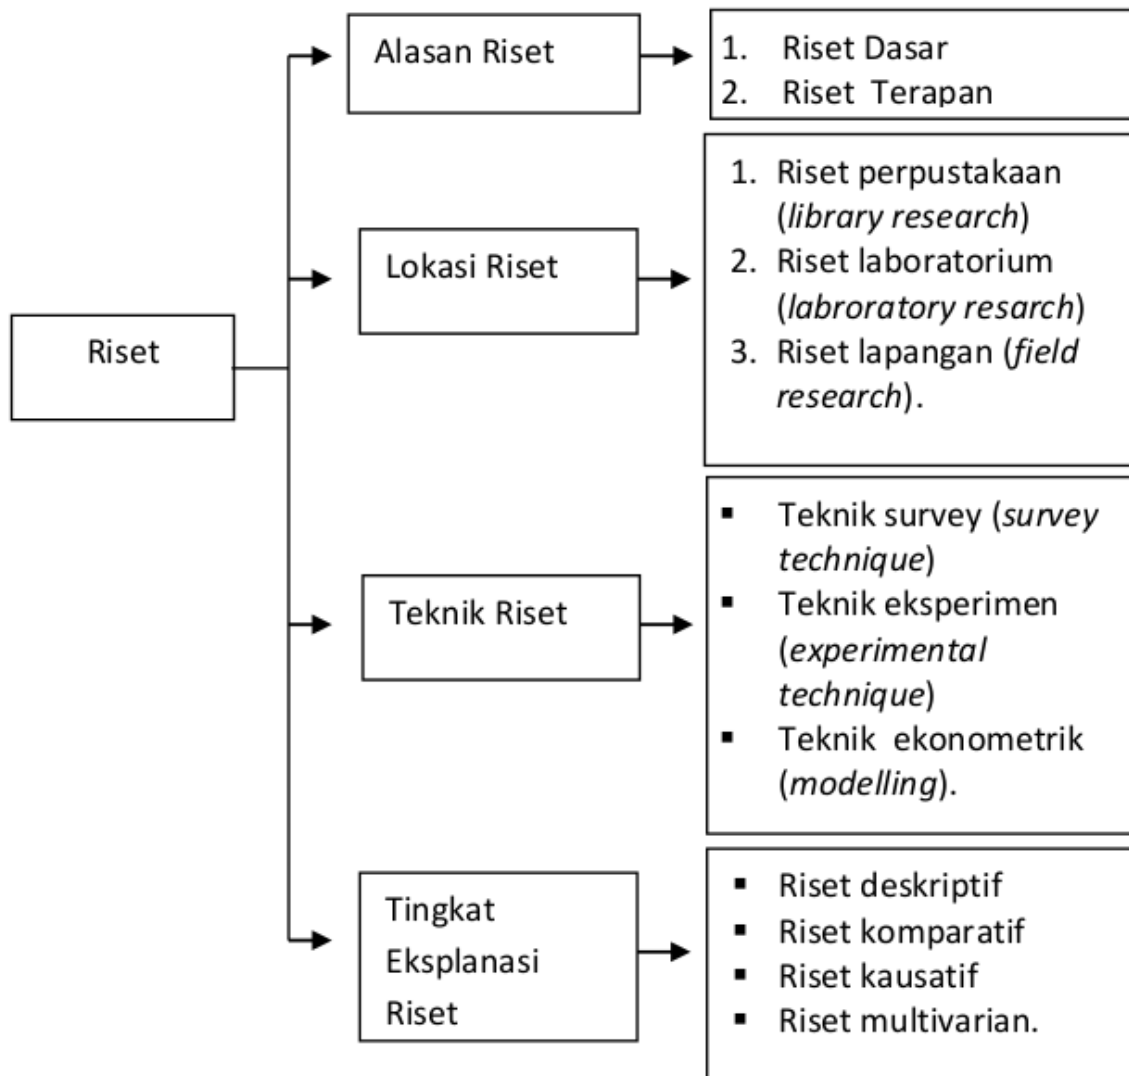 Alasan Riset
1. Riset Dasar
2. Riset Terapan
Lokasi Riset
1. Riset perpustakaan
(library research)
2. Riset laboratorium
(labroratory resarch)
3. Riset lapangan (field
research).
Riset
Teknik Riset
▪ Teknik survey (survey
technique)
▪ Teknik eksperimen
(experimental
technique)
▪ Teknik ekonometrik
(modelling).
Tingkat
Eksplanasi
Riset
▪ Riset deskriptif
▪ Riset komparatif
▪ Riset kausatif
▪ Riset multivarian.